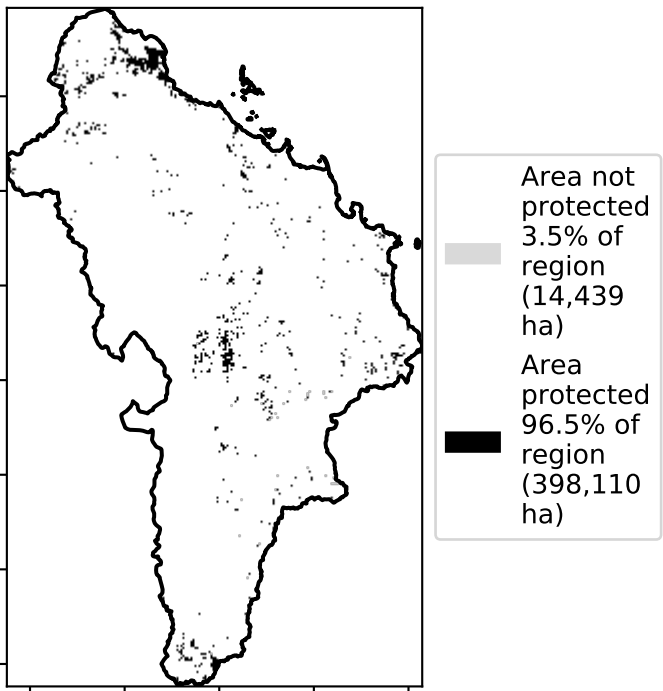 Area not
protected
3.5% of
region
(14,439
ha)
Area
protected
96.5% of
region
(398,110
ha)